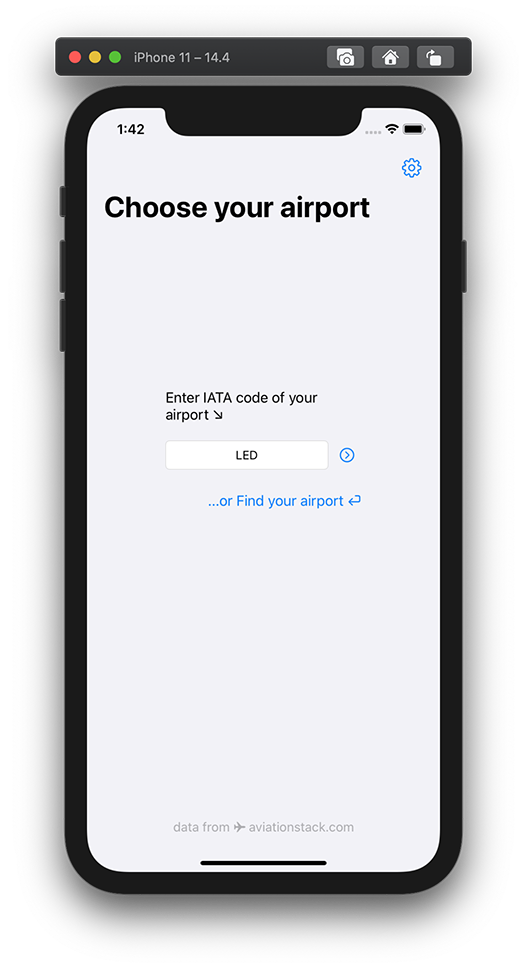 iPhone 11 – 14.4
1:42
Choose your airport
Enter IATA code of your
airport ↘
LED
...or Find your airport ↩
data from ✈ aviationstack.com